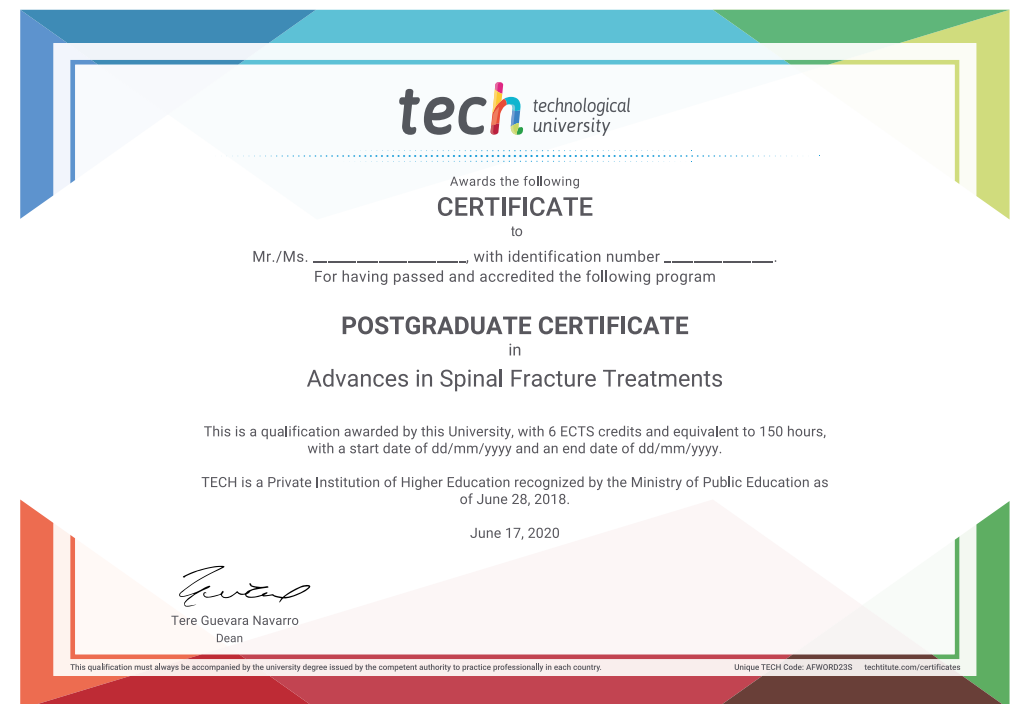 tech technological
university
Awards the following
CERTIFICATE
to
Mr./Ms. _________________, with identification number ____________.
For having passed and accredited the following program
POSTGRADUATE CERTIFICATE
in
Advances in Spinal Fracture Treatments
This is a qualification awarded by this University, with 6 ECTS credits and equivalent to 150 hours,
with a start date of dd/mm/yyyy and an end date of dd/mm/yyyy.
TECH is a Private Institution of Higher Education recognized by the Ministry of Public Education as
of June 28, 2018.
June 17, 2020
Tere Guevara Navarro
Dean
This qualification must always be accompanied by the university degree issued by the competent authority to practice professionally in each country. Unique TECH Code: AFWORD23S techtitute.com/certificates